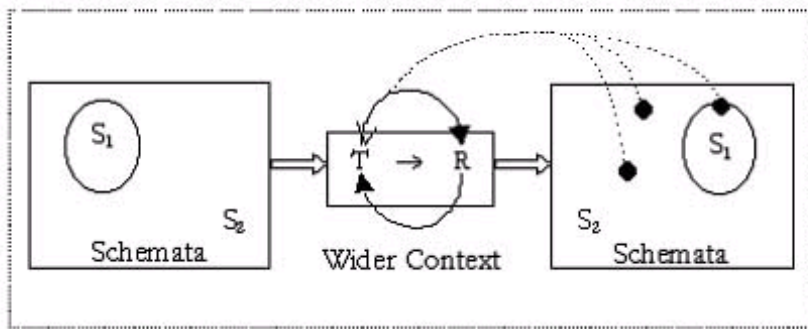 S₁
S₂
Schemata
T → R
Wider Context
S₁
S₂
Schemata